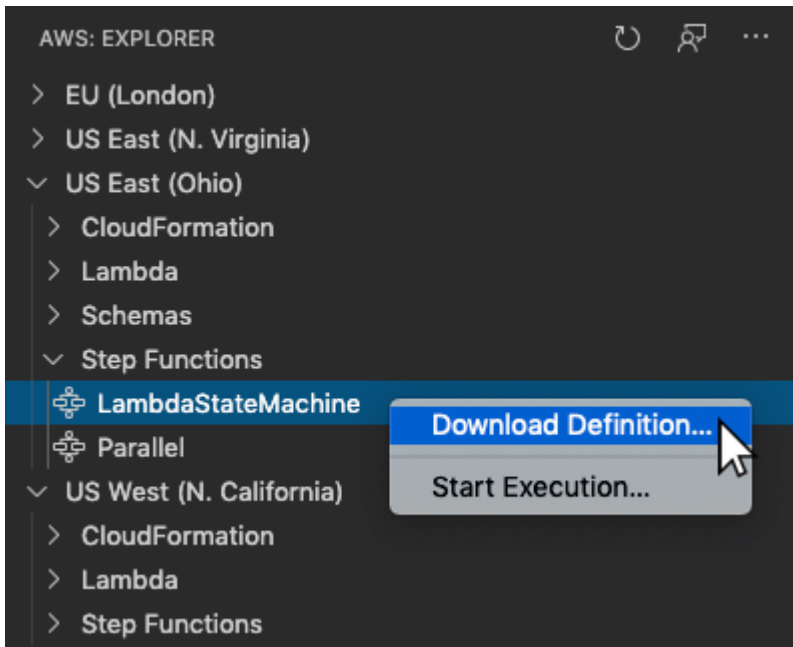 AWS: EXPLORER
EU (London)
US East (N. Virginia)
US East (Ohio)
CloudFormation
Lambda
Schemas
Step Functions
LambdaStateMachine
Download Definition...
Parallel
Start Execution...
US West (N. California)
CloudFormation
Lambda
Step Functions